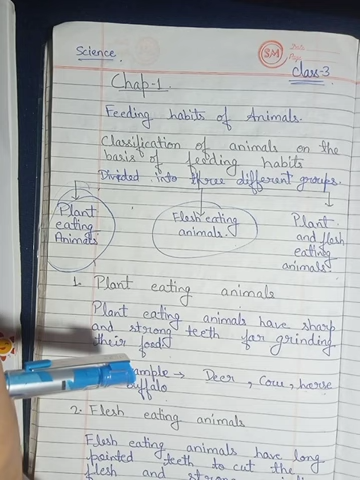 Science
SM
Class-3
Chap-1
Feeding habits of Animals.
Classification of animals on the
basis of feeding habits
Divided into three different groups.
Plant
eating
Animals
Flesh eating
animals.
Plant
and flesh
eating
animals
1. Plant eating animals
Plant eating animals have sharp
and strong teeth for grinding
their food.
ample → Deer, Cow, horse
buffalo
2. Flesh eating animals
Flesh eating animals have long
pointed teeth to cut the
flesh and